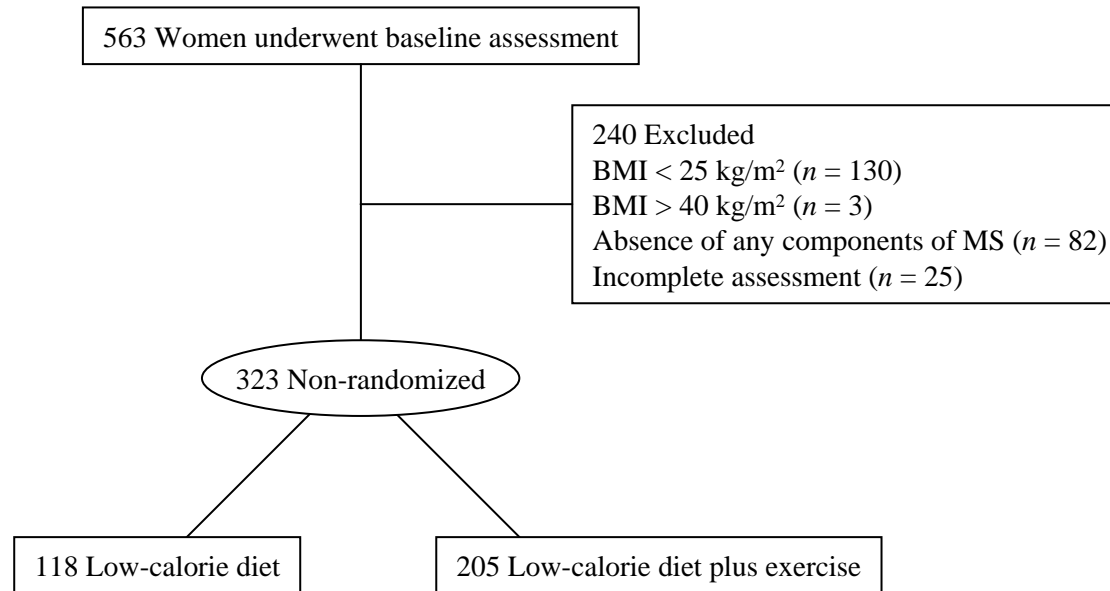 563 Women underwent baseline assessment
240 Excluded
BMI < 25 kg/m² (n = 130)
BMI > 40 kg/m² (n = 3)
Absence of any components of MS (n = 82)
Incomplete assessment (n = 25)
323 Non-randomized
118 Low-calorie diet
205 Low-calorie diet plus exercise